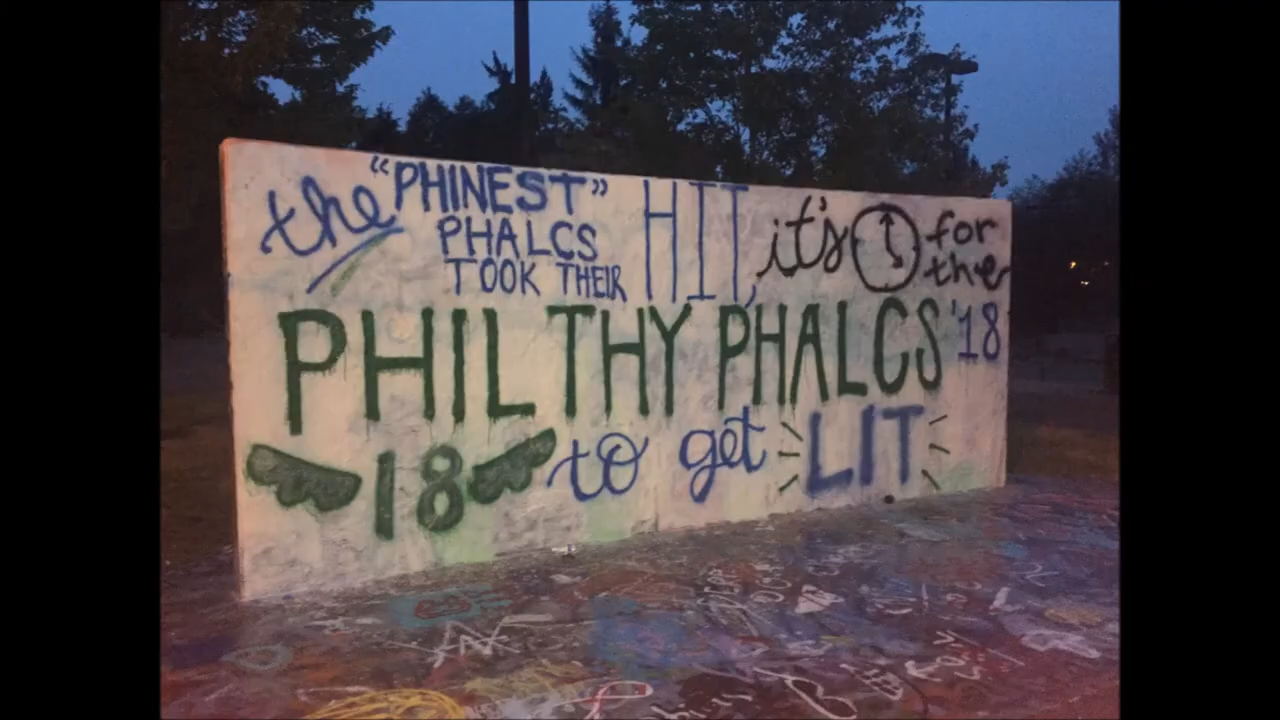 the "PHINEST"
PHALCS
TOOK THEIR HIT, it's for
the
PHILTHY PHALCS '18
18 to get LIT